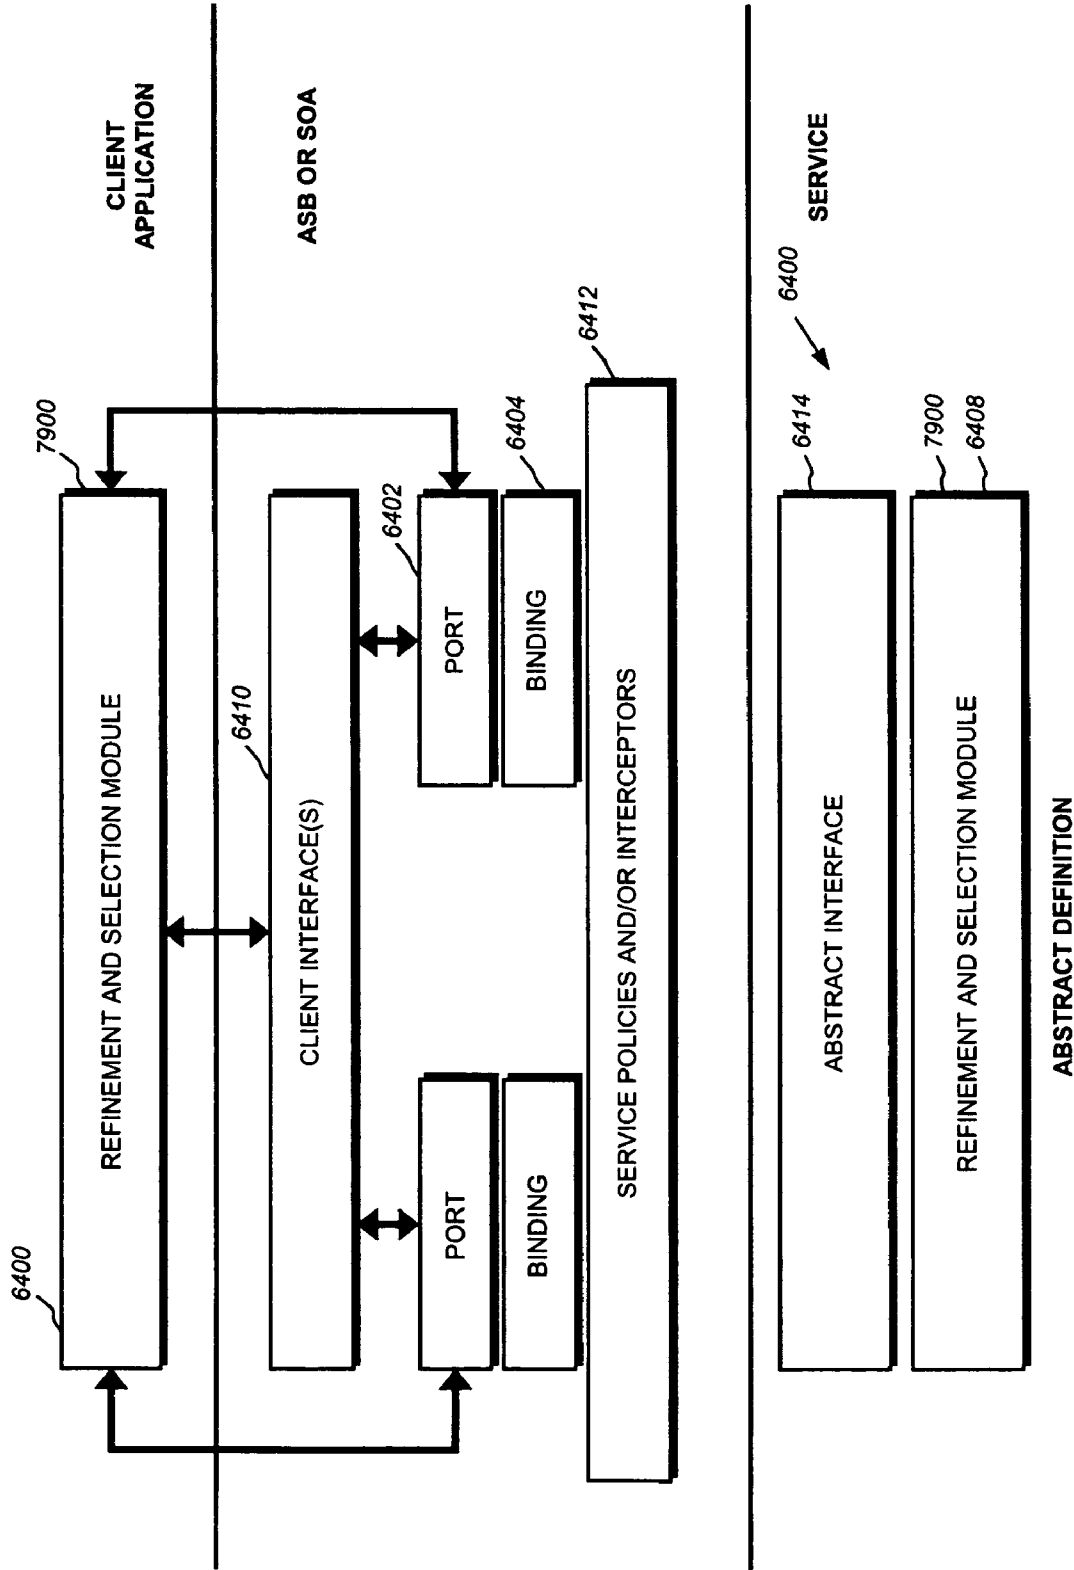 6400
REFINEMENT AND SELECTION MODULE
7900
CLIENT
APPLICATION
CLIENT INTERFACE(S)
6410
ASB OR SOA
PORT
PORT
6402
BINDING
BINDING
6404
SERVICE POLICIES AND/OR INTERCEPTORS
6412
SERVICE
6400
ABSTRACT INTERFACE
6414
REFINEMENT AND SELECTION MODULE
7900
6408
ABSTRACT DEFINITION